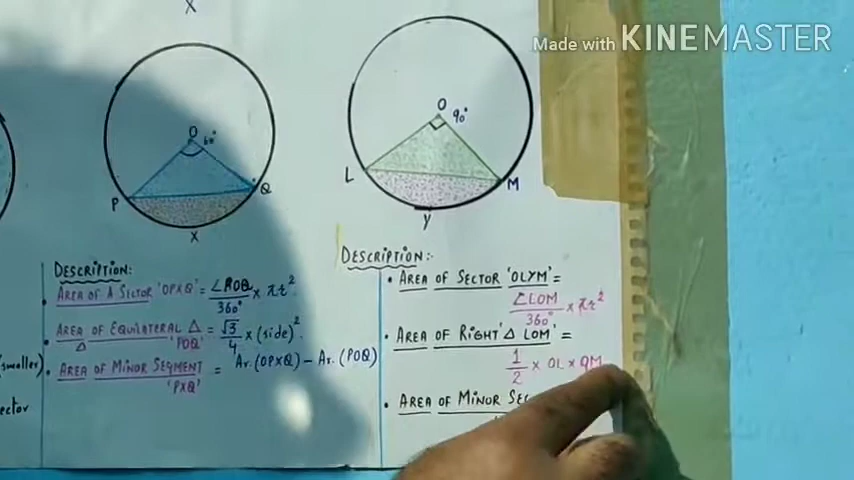 X
Made with KINEMASTER
O 60°
P
Q
X
O 90°
L
M
Y
DESCRIPTION:
AREA OF A SECTOR 'OPXQ' = ∠POQ/360° × πr²
AREA OF EQUILATERAL Δ 'POQ' = √3/4 × (side)²
Δ
AREA OF MINOR SEGMENT 'PXQ' = Ar.(OPXQ) - Ar.(POQ)
(smaller)
ector
DESCRIPTION:-
AREA OF SECTOR 'OLYM' =
∠LOM/360° × πr²
AREA OF RIGHT 'Δ LOM' =
1/2 × OL × OM
AREA OF MINOR SEG